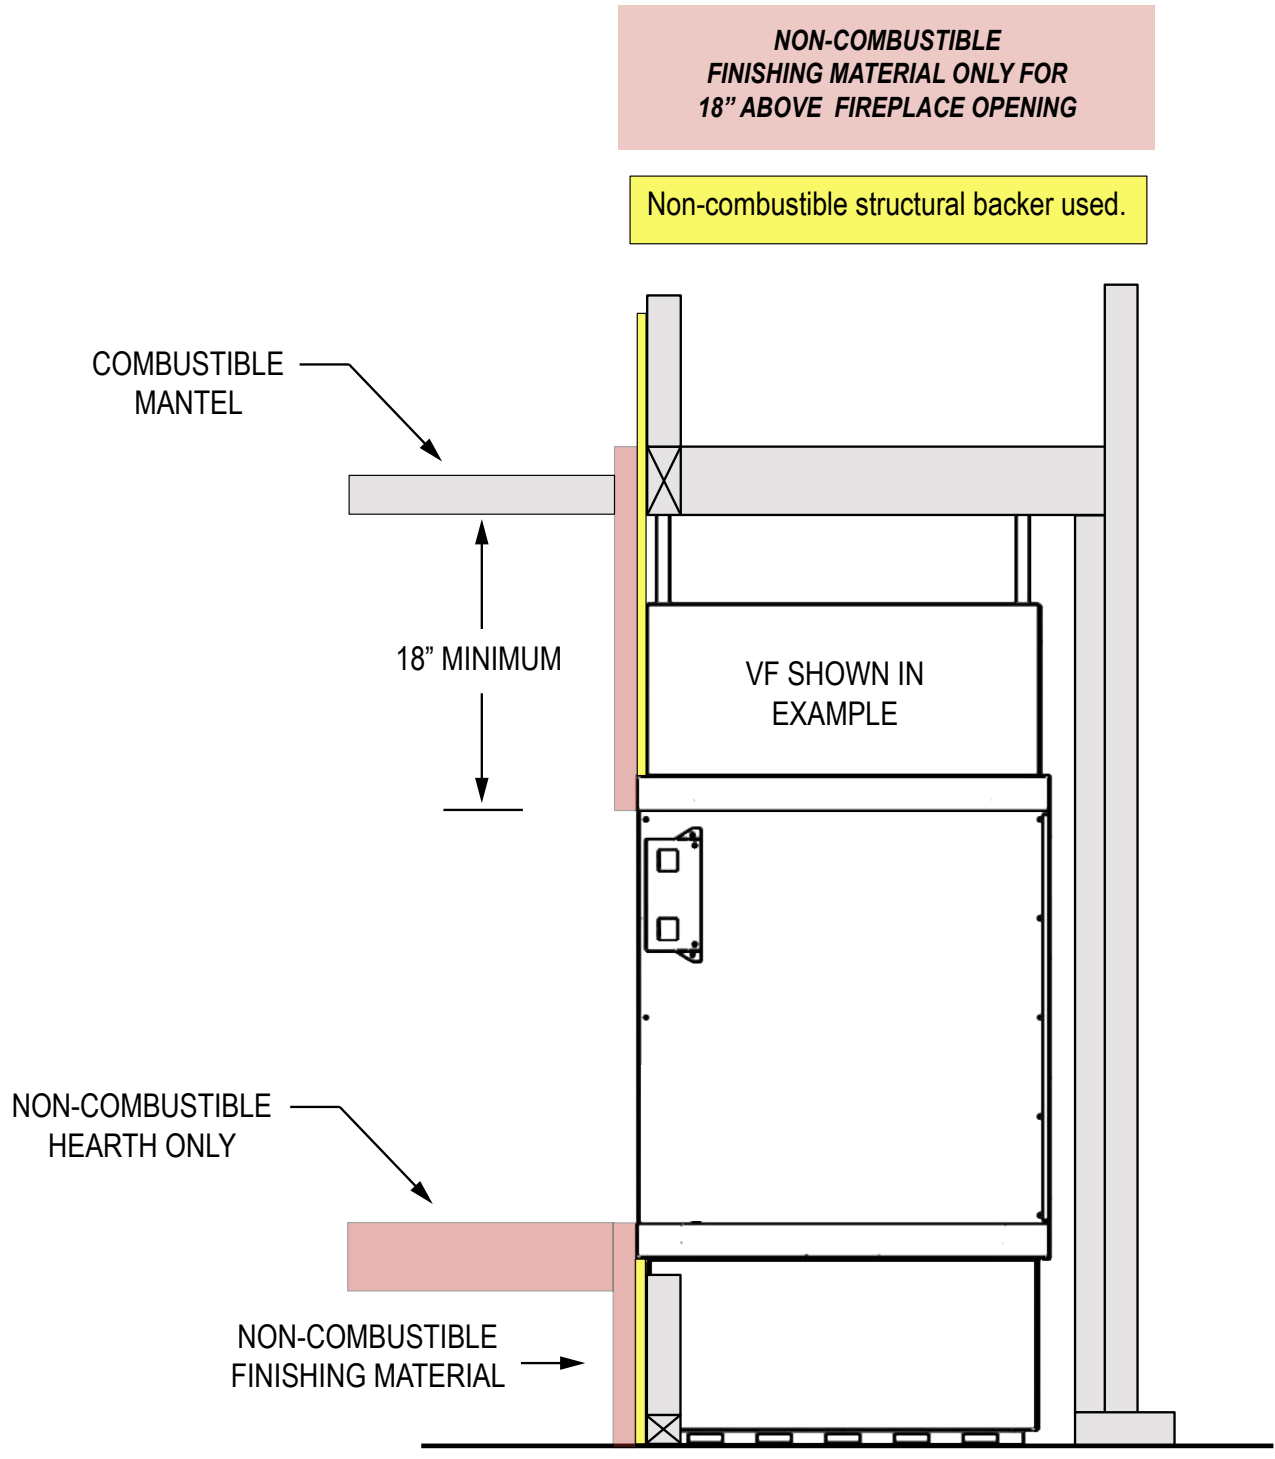 NON-COMBUSTIBLE
FINISHING MATERIAL ONLY FOR
18” ABOVE FIREPLACE OPENING
Non-combustible structural backer used.
COMBUSTIBLE
MANTEL
18” MINIMUM
VF SHOWN IN
EXAMPLE
NON-COMBUSTIBLE
HEARTH ONLY
NON-COMBUSTIBLE
FINISHING MATERIAL